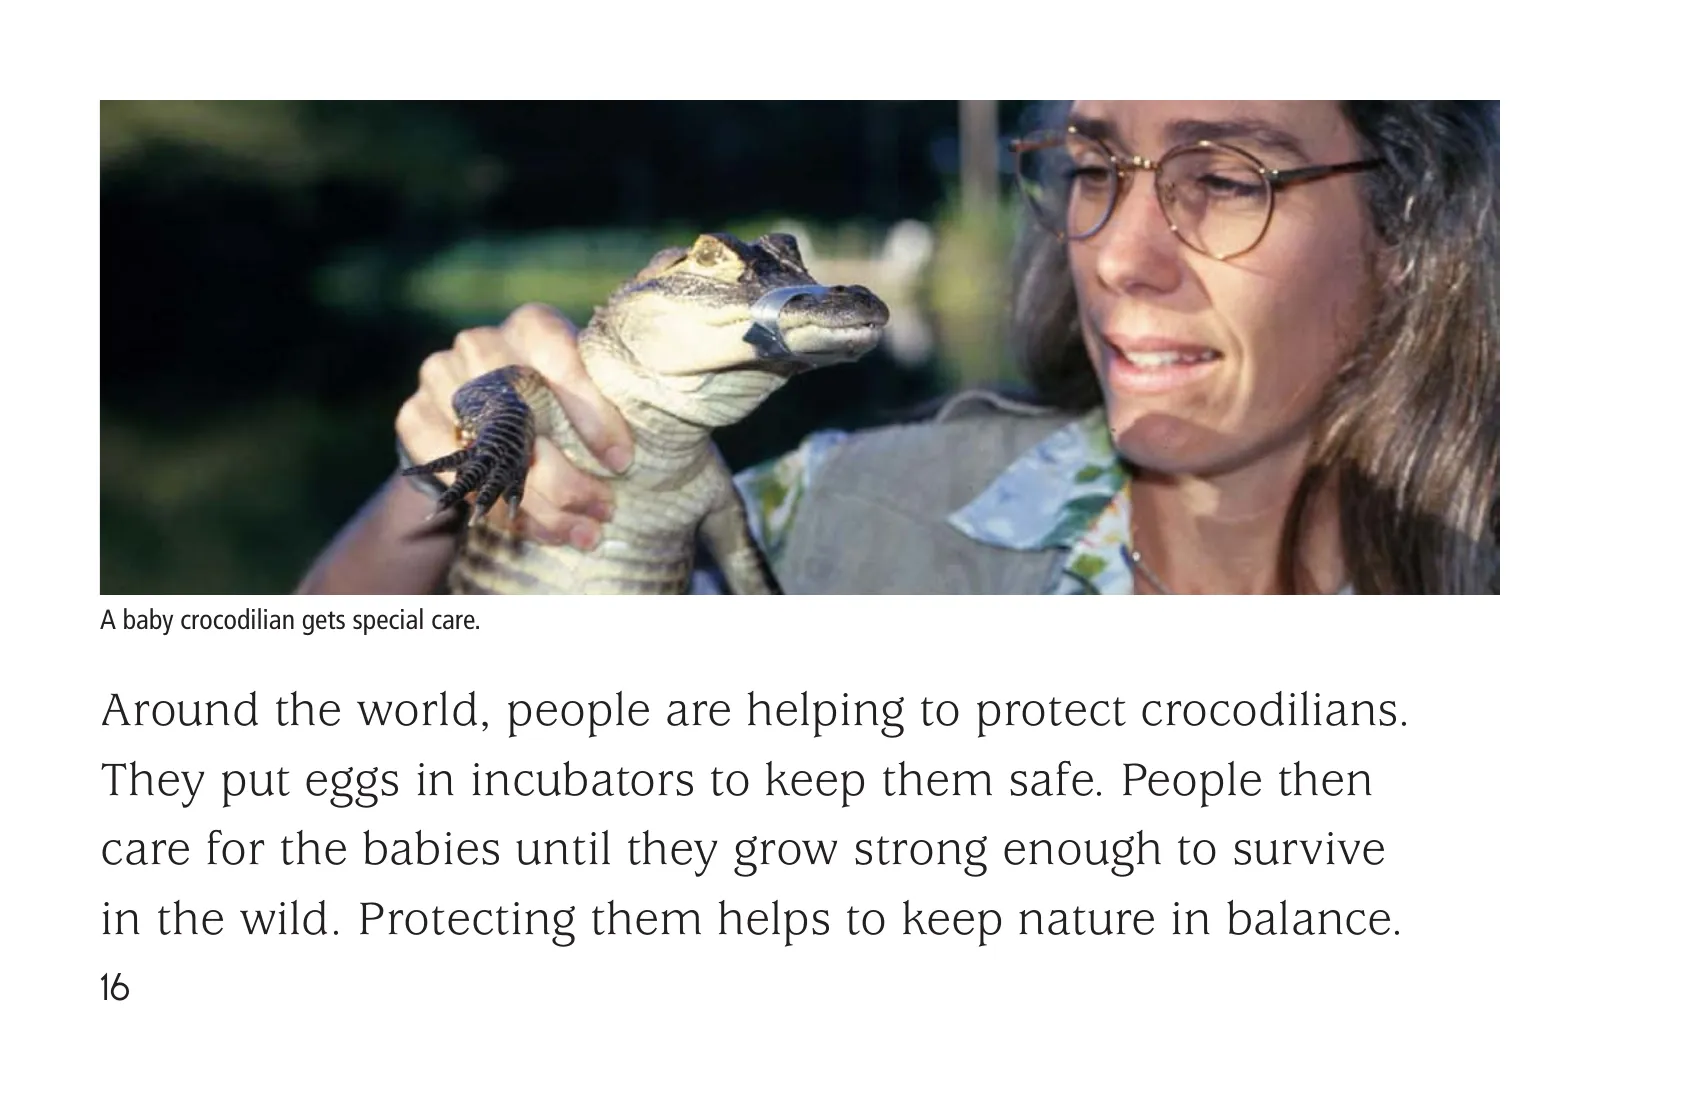 A baby crocodilian gets special care.
Around the world, people are helping to protect crocodilians.
They put eggs in incubators to keep them safe. People then
care for the babies until they grow strong enough to survive
in the wild. Protecting them helps to keep nature in balance.
16